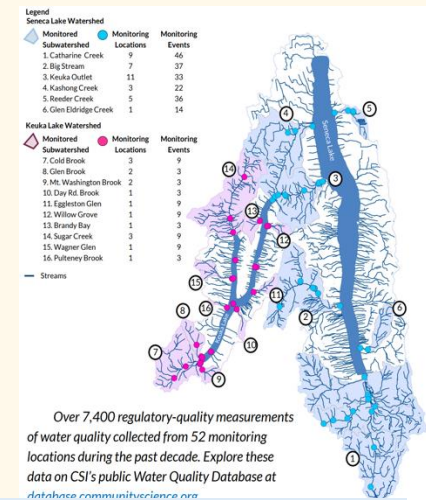 Legend
Seneca Lake Watershed
Monitored Subwatershed Monitoring Locations Monitoring Events
1. Catharine Creek 9 46
2. Big Stream 7 37
3. Keuka Outlet 11 33
4. Kashong Creek 3 22
5. Reeder Creek 5 36
6. Glen Eldridge Creek 1 14
Keuka Lake Watershed
Monitored Subwatershed Monitoring Locations Monitoring Events
7. Cold Brook 3 9
8. Glen Brook 2 3
9. Mt. Washington Brook 2 3
10. Day Rd. Brook 1 3
11. Eggleston Glen 1 9
12. Willow Grove 1 9
13. Brandy Bay 1 3
14. Sugar Creek 3 9
15. Wagner Glen 1 9
16. Pulteney Brook 1 3
Streams
4
5
Seneca Lake
14
3
13
12
15
11
8
16
2
6
7
10
9
1
Over 7,400 regulatory-quality measurements
of water quality collected from 52 monitoring
locations during the past decade. Explore these
data on CSI's public Water Quality Database at
database.communityscience.org